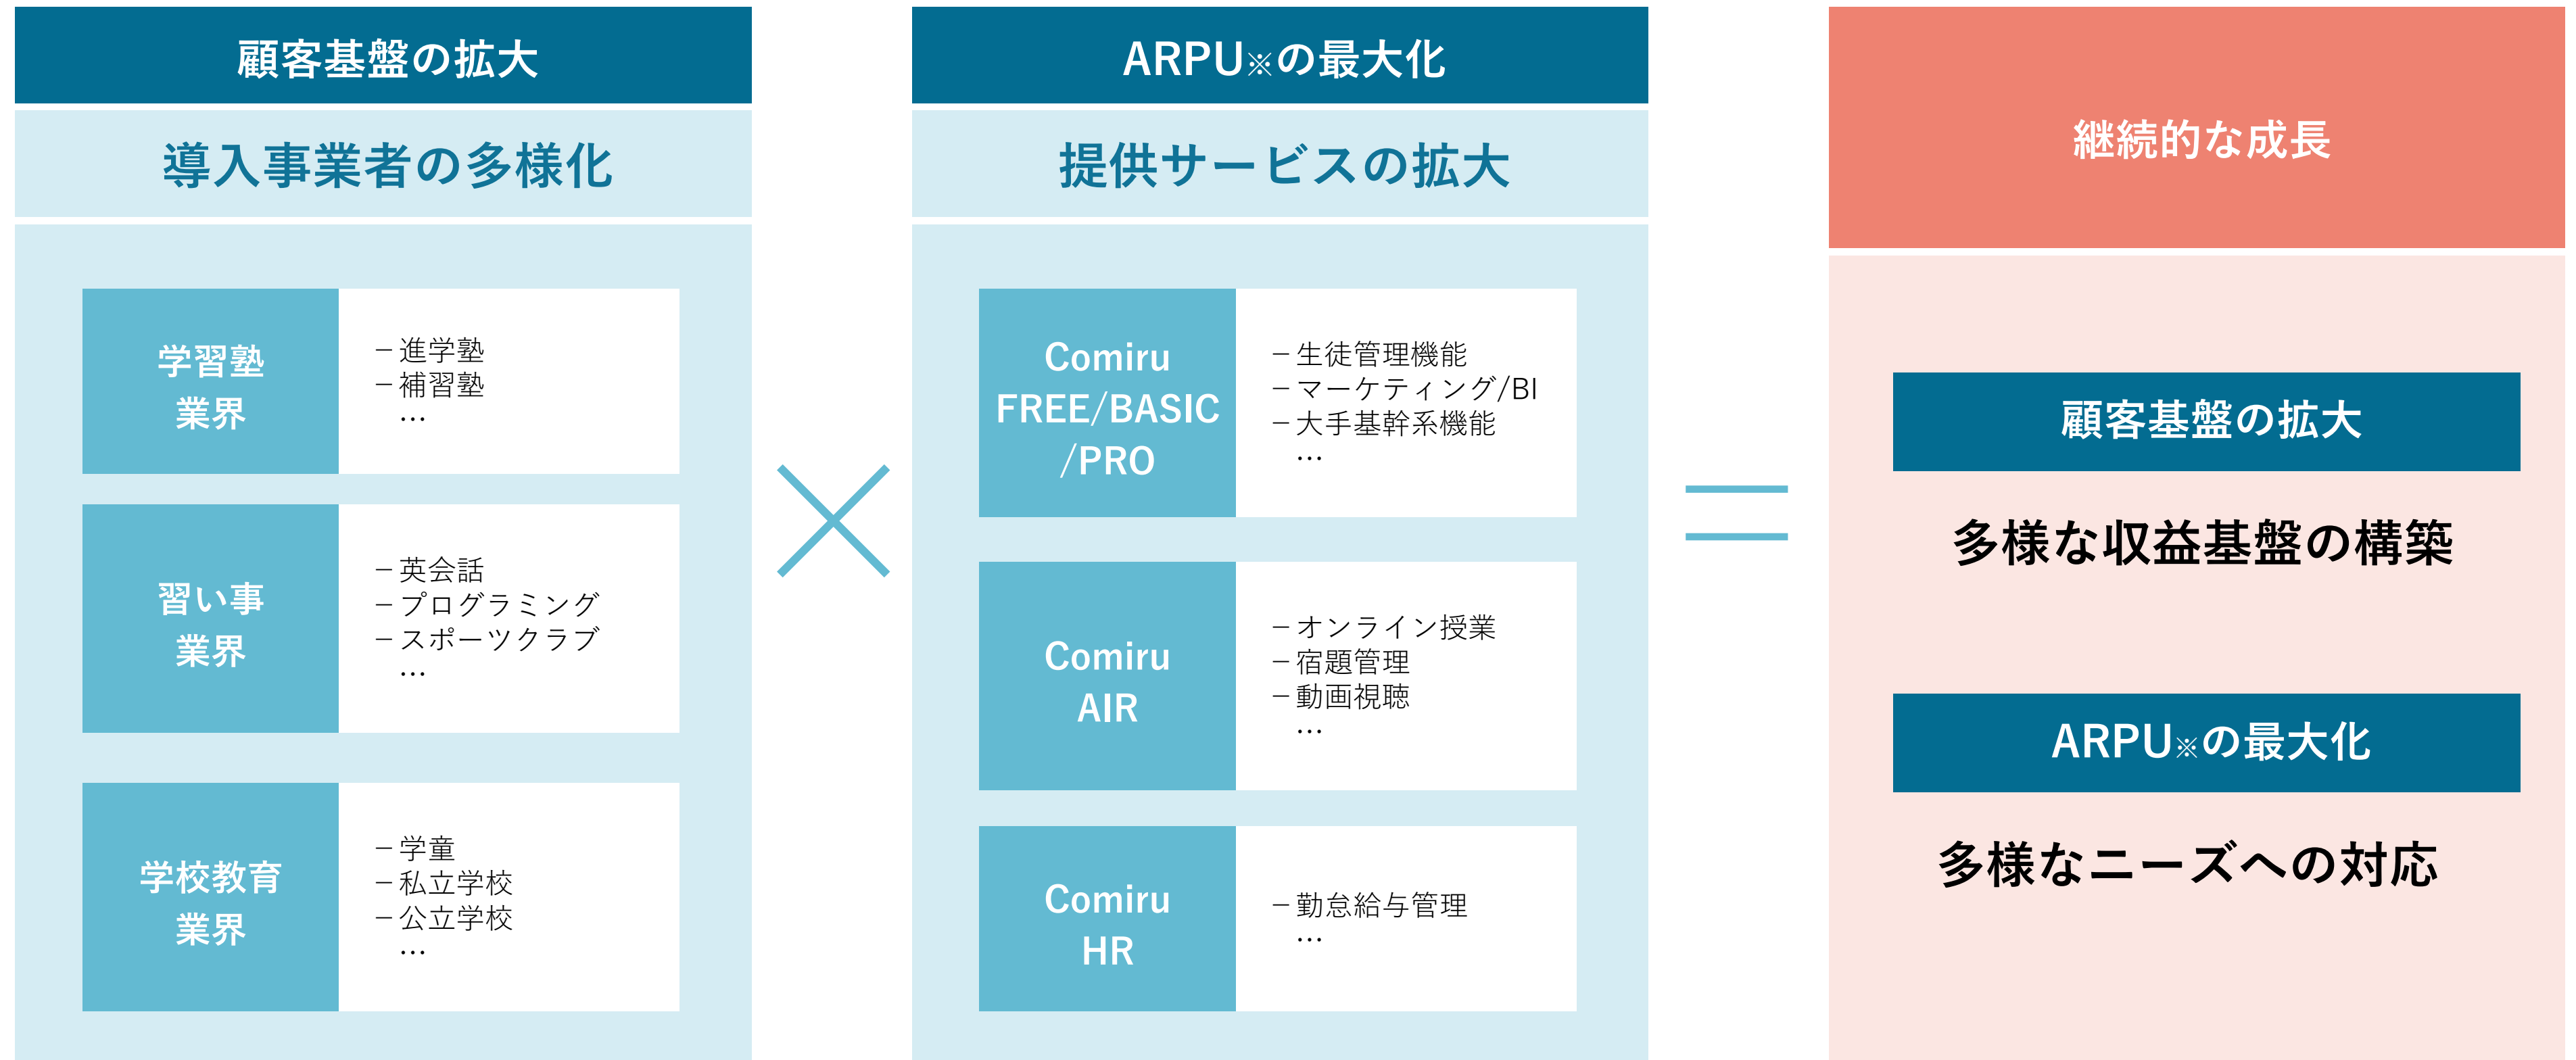 顧客基盤の拡大
導入事業者の多様化
学習塾
業界
－進学塾
－補習塾
…
習い事
業界
－英会話
－プログラミング
－スポーツクラブ
…
学校教育
業界
－学童
－私立学校
－公立学校
…
×
ARPU※の最大化
提供サービスの拡大
Comiru
FREE/BASIC
/PRO
－生徒管理機能
－マーケティング/BI
－大手基幹系機能
…
Comiru
AIR
－オンライン授業
－宿題管理
－動画視聴
…
Comiru
HR
－勤怠給与管理
…
＝
継続的な成長
顧客基盤の拡大
多様な収益基盤の構築
ARPU※の最大化
多様なニーズへの対応